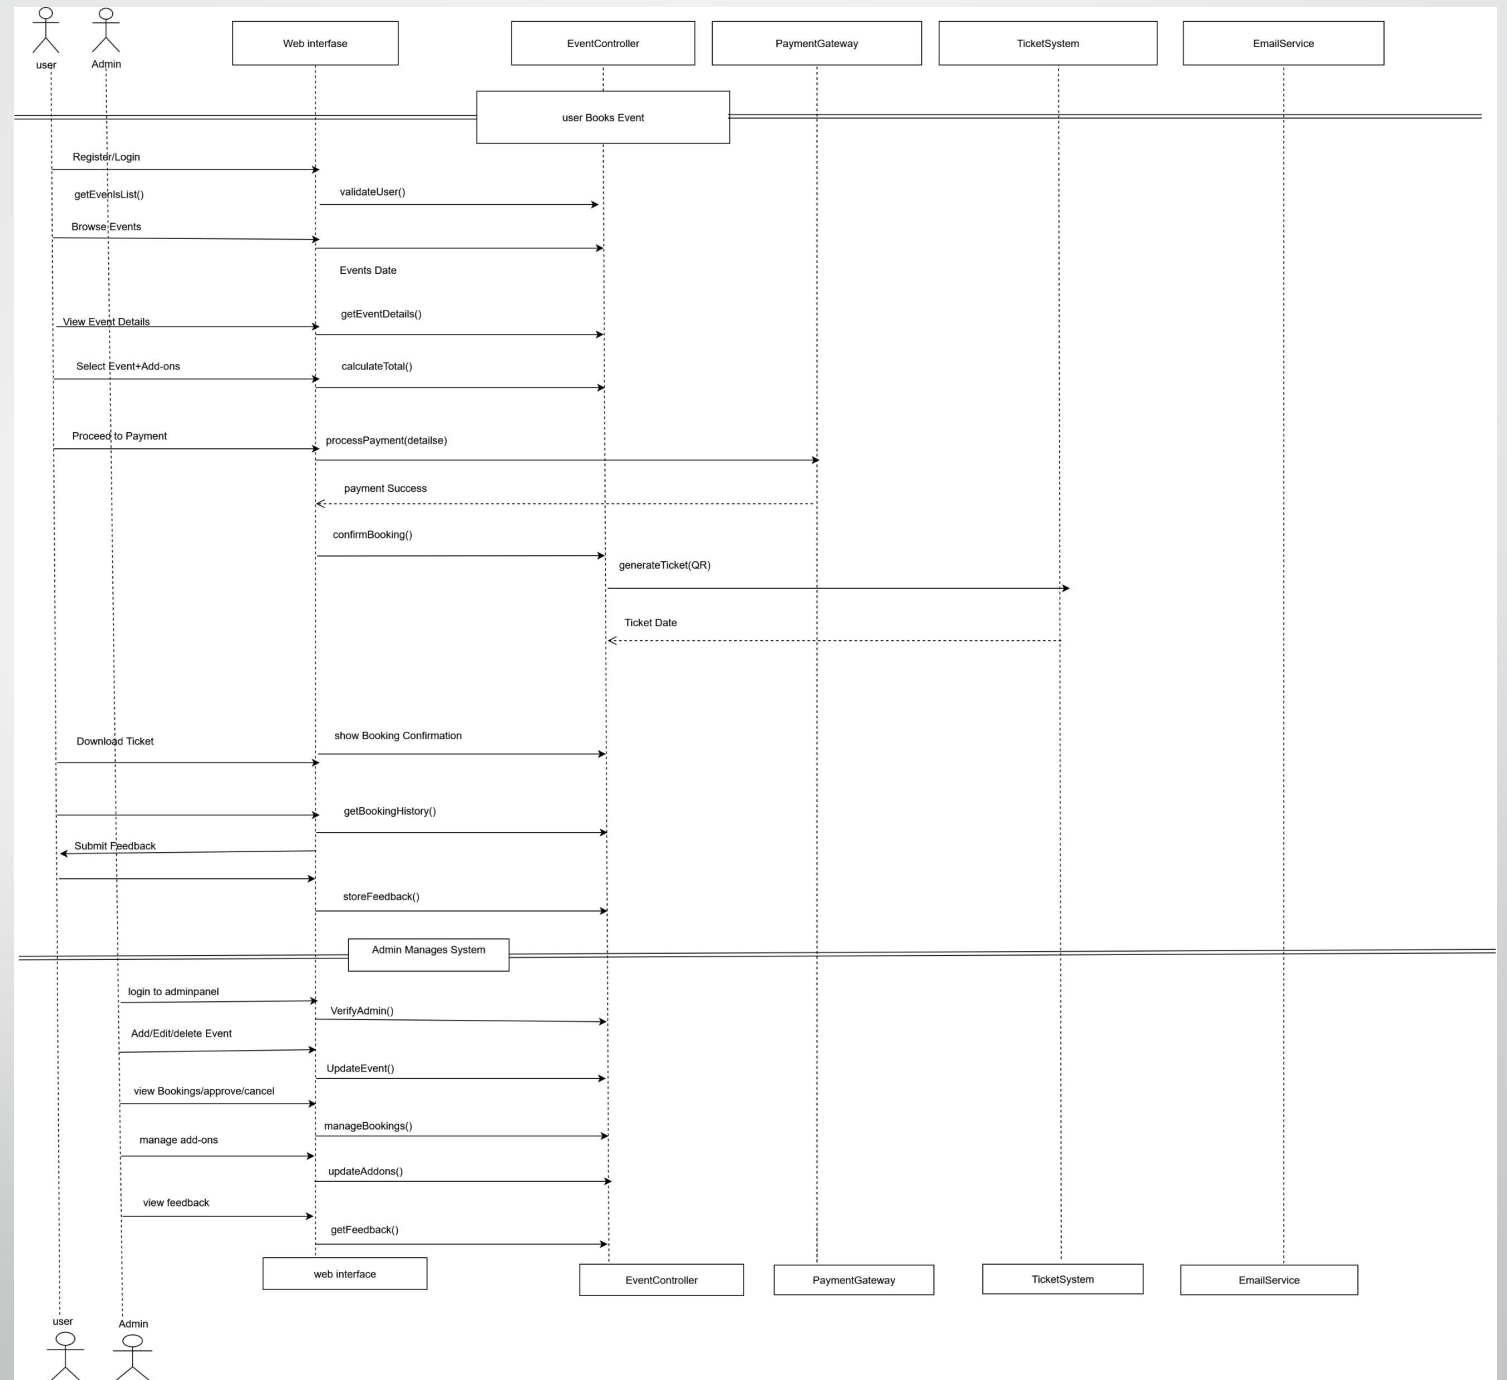 user
Admin
Web interfase
EventController
PaymentGateway
TicketSystem
EmailService
user Books Event
Register/Login
validateUser()
getEvenlsList()
Browse Events
Events Date
getEventDetails()
View Event Details
Select Event+Add-ons
calculateTotal()
Proceed to Payment
processPayment(detailse)
payment Success
confirmBooking()
generateTicket(QR)
Ticket Date
show Booking Confirmation
Download Ticket
getBookingHistory()
Submit Feedback
storeFeedback()
Admin Manages System
login to adminpanel
VerifyAdmin()
Add/Edit/delete Event
UpdateEvent()
view Bookings/approve/cancel
manageBookings()
manage add-ons
updateAddons()
view feedback
getFeedback()
web interface
EventController
PaymentGateway
TicketSystem
EmailService
user
Admin